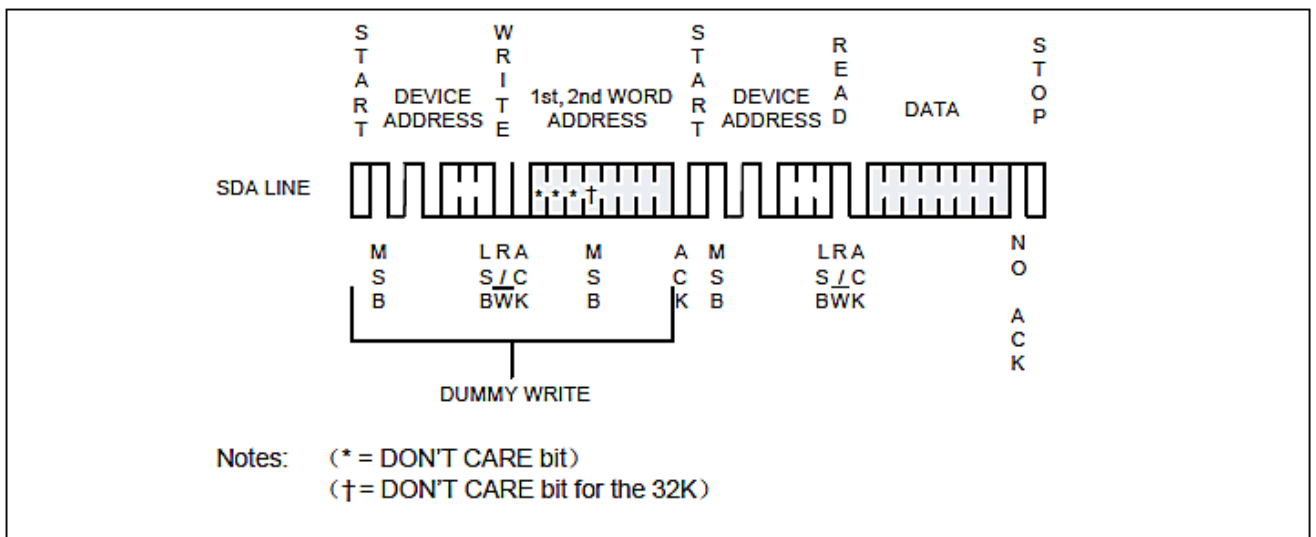 START
WRITE
START
READ
STOP
DEVICE ADDRESS
1st, 2nd WORD ADDRESS
DEVICE ADDRESS
DATA
SDA LINE
* * * †
MSB
LSB
R/W
ACK
MSB
ACK
MSB
LSB
R/W
ACK
NO ACK
DUMMY WRITE
Notes: (* = DON'T CARE bit)
(† = DON'T CARE bit for the 32K)